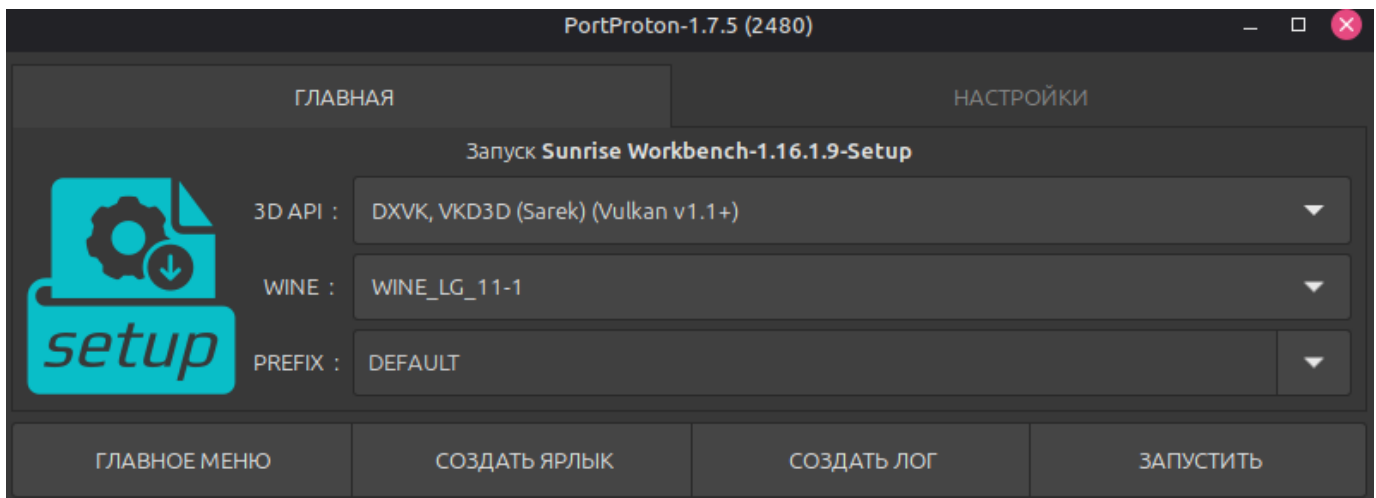 PortProton-1.7.5 (2480)
ГЛАВНАЯ
НАСТРОЙКИ
Запуск Sunrise Workbench-1.16.1.9-Setup
3D API :
DXVK, VKD3D (Sarek) (Vulkan v1.1+)
WINE :
WINE_LG_11-1
setup
PREFIX :
DEFAULT
ГЛАВНОЕ МЕНЮ
СОЗДАТЬ ЯРЛЫК
СОЗДАТЬ ЛОГ
ЗАПУСТИТЬ